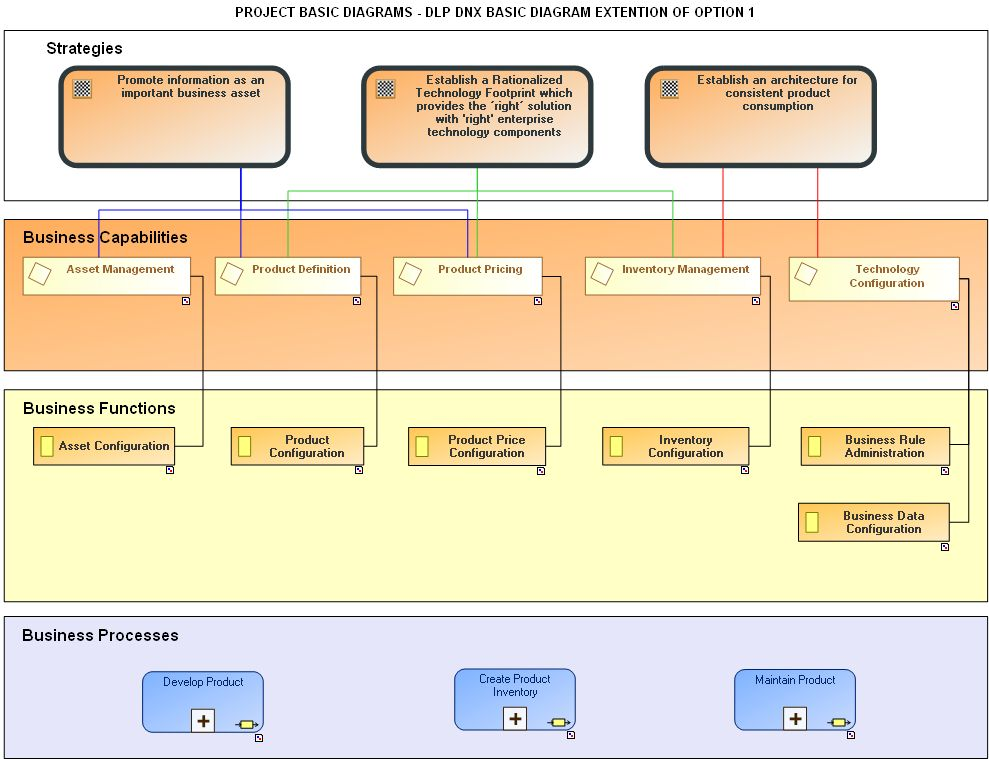 PROJECT BASIC DIAGRAMS - DLP DNX BASIC DIAGRAM EXTENTION OF OPTION 1
Strategies
Promote information as an
important business asset
Establish a Rationalized
Technology Footprint which
provides the ´right´ solution
with 'right' enterprise
technology components
Establish an architecture for
consistent product
consumption
Business Capabilities
Asset Management
Product Definition
Product Pricing
Inventory Management
Technology
Configuration
Business Functions
Asset Configuration
Product
Configuration
Product Price
Configuration
Inventory
Configuration
Business Rule
Administration
Business Data
Configuration
Business Processes
Develop Product
Create Product
Inventory
Maintain Product